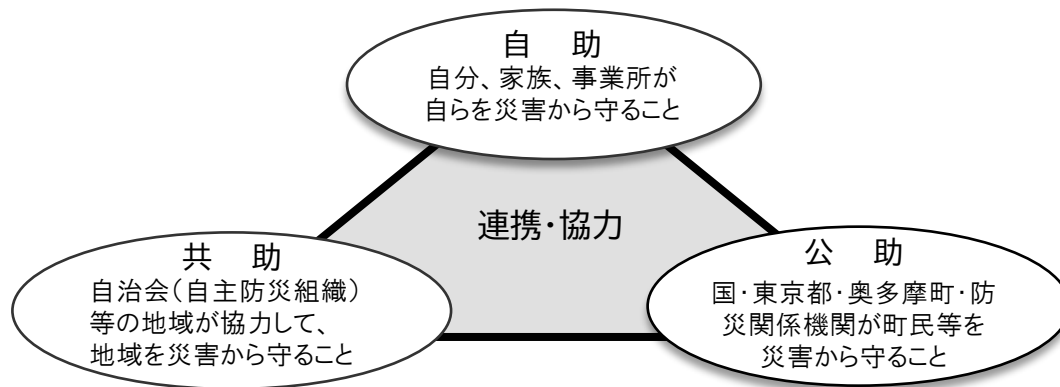 自　助
自分、家族、事業所が
自らを災害から守ること
連携・協力
共　助
自治会（自主防災組織）
等の地域が協力して、
地域を災害から守ること
公　助
国・東京都・奥多摩町・防
災関係機関が町民等を
災害から守ること